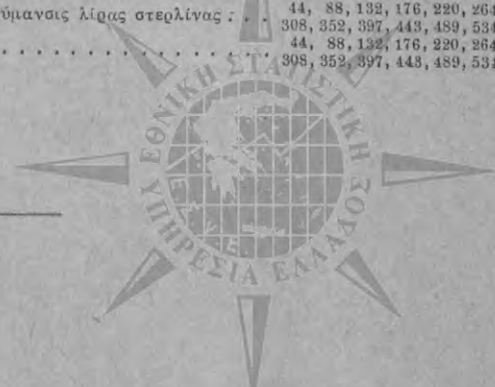 ύμανσις λίρας στερλίνας : . . 44, 88, 132, 176, 220, 264
308, 352, 397, 443, 489, 534
. . . . . . . . . . . . . . . . . 44, 88, 132, 176, 220, 264
308, 352, 397, 443, 489, 534
ΕΘΝΙΚΗ ΣΤΑΤΙΣΤΙΚΗ
ΥΠΗΡΕΣΙΑ ΕΛΛΑΔΟΣ